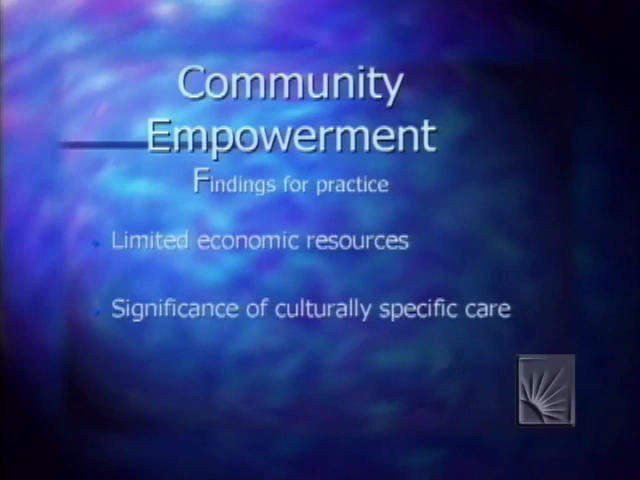 Community
Empowerment
Findings for practice
Limited economic resources
Significance of culturally specific care